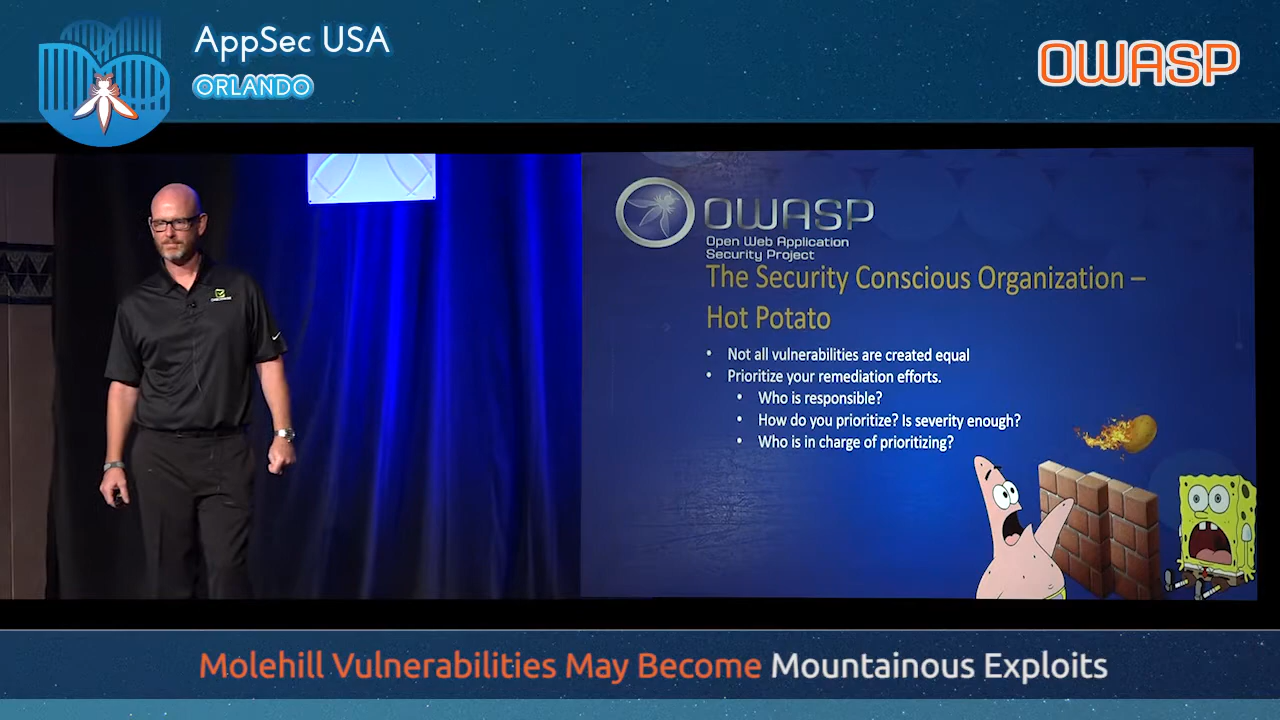 AppSec USA
ORLANDO
OWASP
OWASP
Open Web Application
Security Project
The Security Conscious Organization –
Hot Potato
• Not all vulnerabilities are created equal
• Prioritize your remediation efforts.
• Who is responsible?
• How do you prioritize? Is severity enough?
• Who is in charge of prioritizing?
Molehill Vulnerabilities May Become Mountainous Exploits